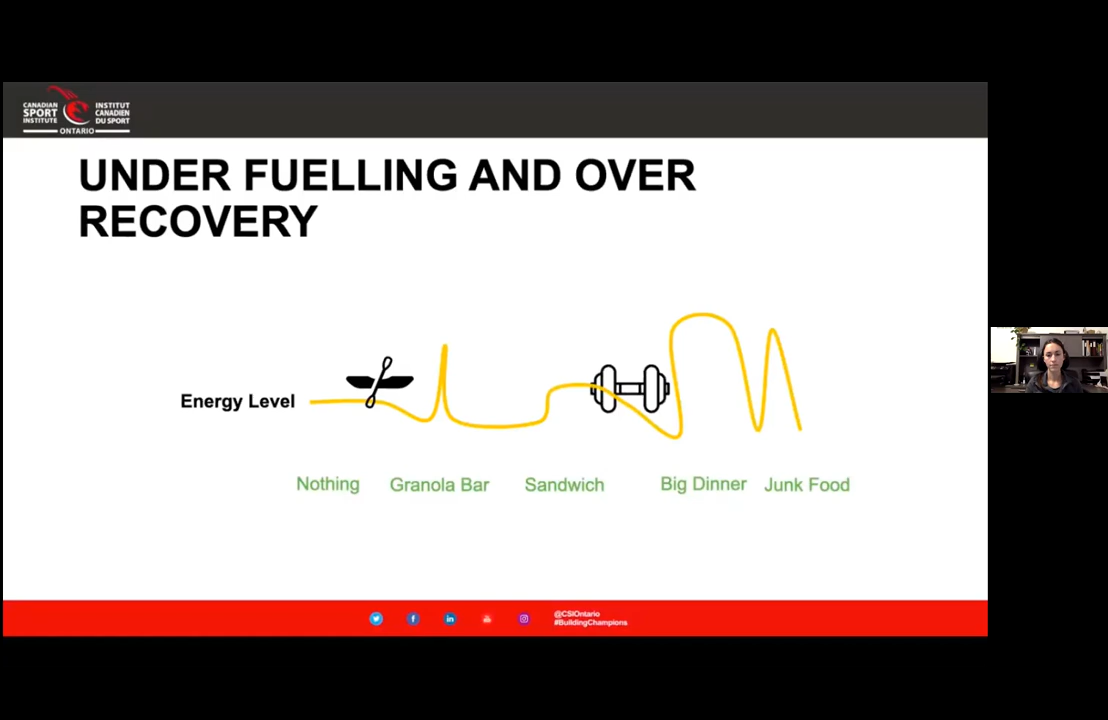 CANADIAN
SPORT
INSTITUTE
INSTITUT
CANADIEN
DU SPORT
ONTARIO
UNDER FUELLING AND OVER
RECOVERY
Energy Level
Nothing
Granola Bar
Sandwich
Big Dinner
Junk Food
@CSIOntario
#BuildingChampions